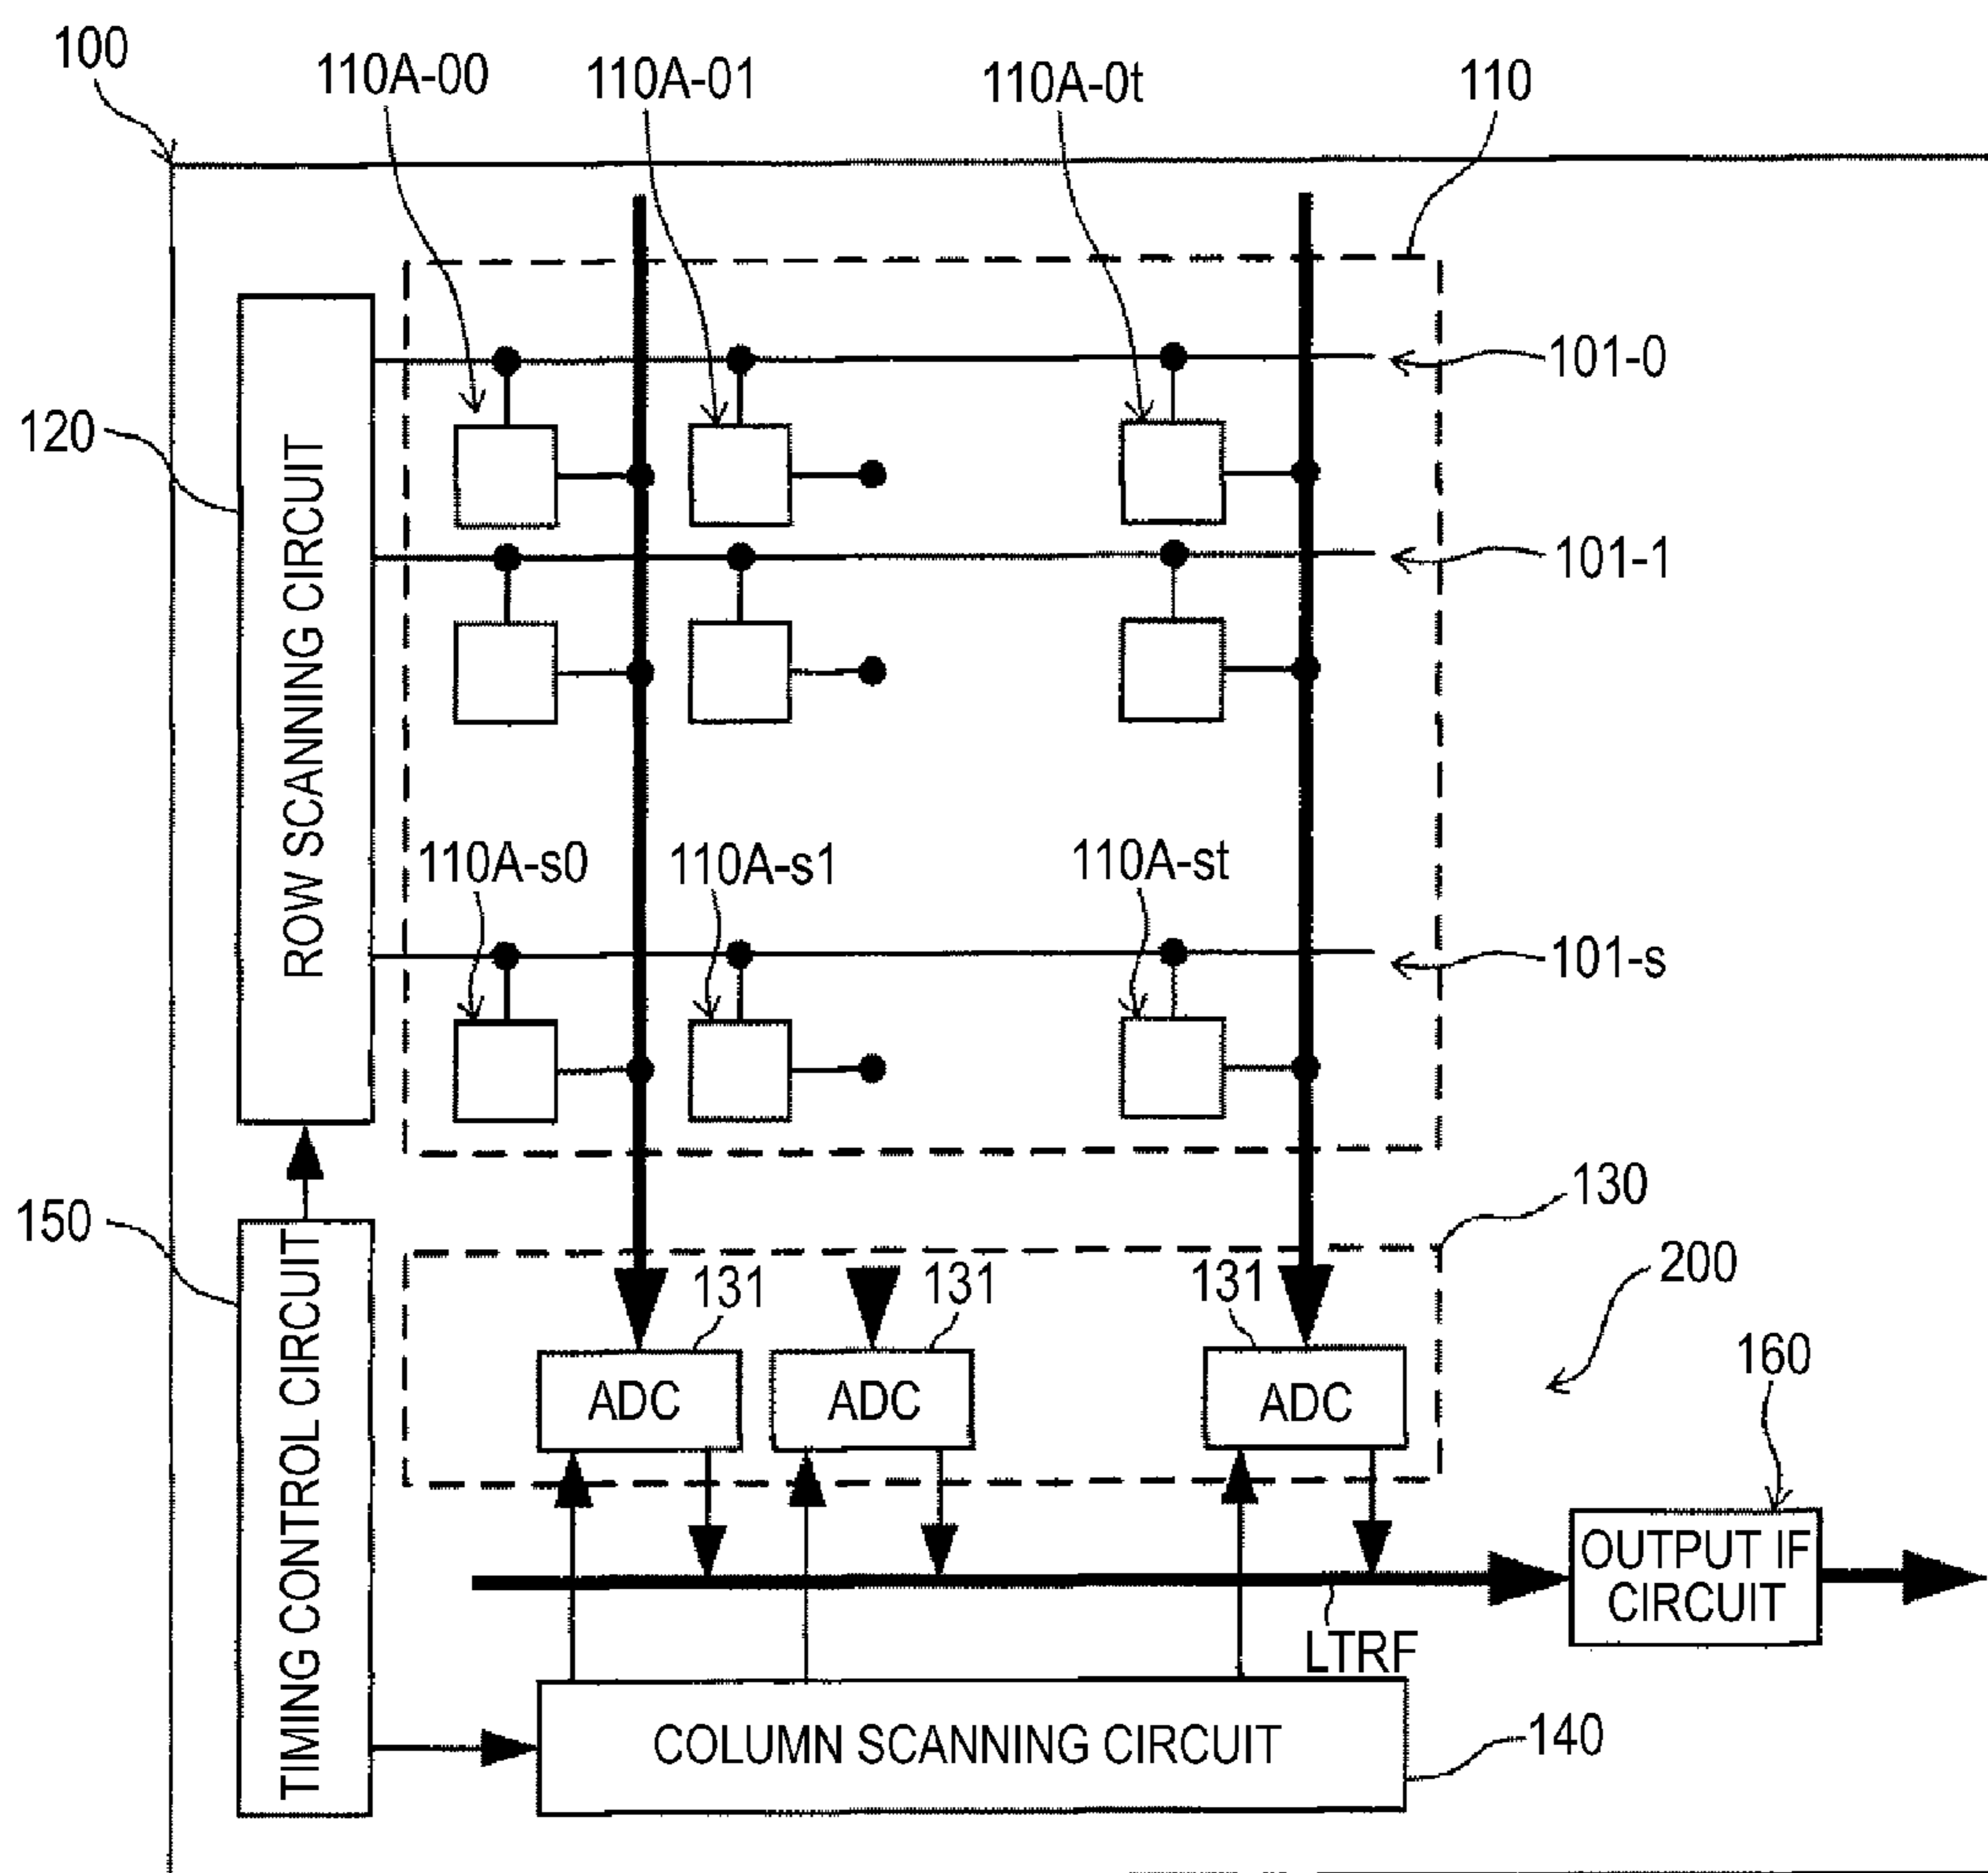 100
110A-00
110A-01
110A-0t
110
101-0
120
ROW SCANNING CIRCUIT
101-1
110A-s0
110A-s1
110A-st
101-s
150
TIMING CONTROL CIRCUIT
130
131
131
131
200
ADC
ADC
ADC
160
OUTPUT IF
CIRCUIT
LTRF
COLUMN SCANNING CIRCUIT
140